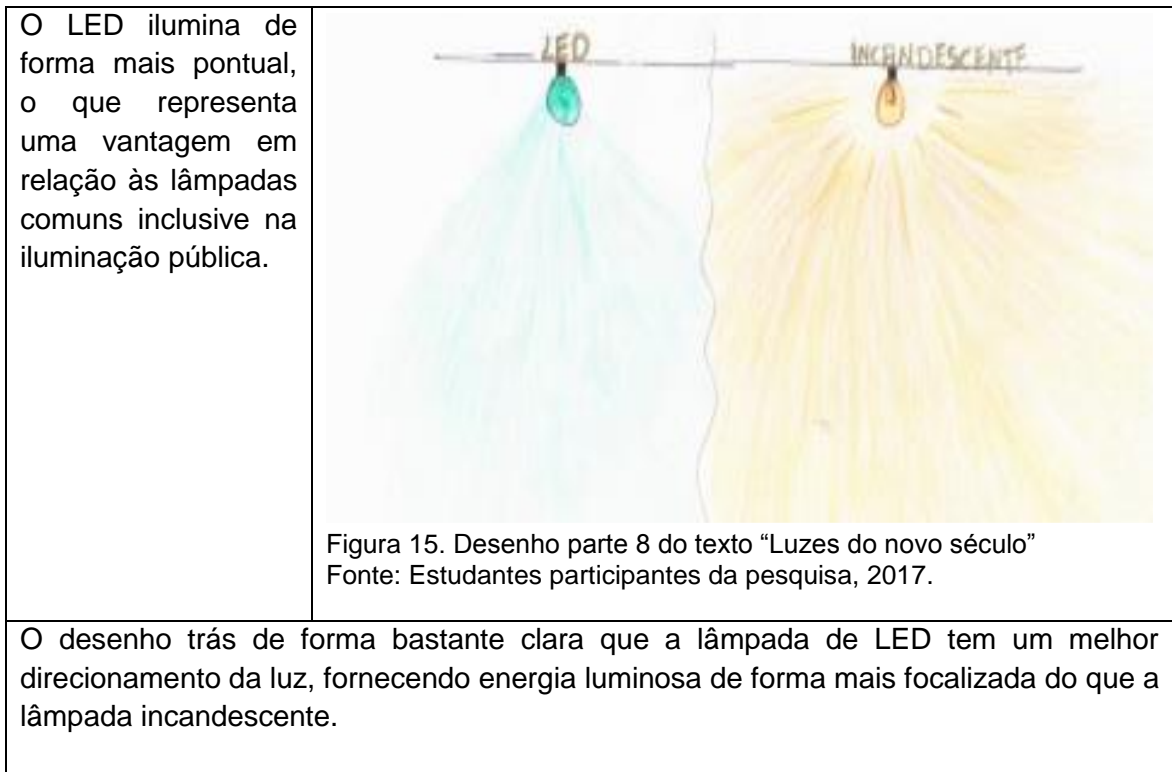 O LED ilumina de
forma mais pontual,
o que representa
uma vantagem em
relação às lâmpadas
comuns inclusive na
iluminação pública.
LED
INCANDESCENTE
Figura 15. Desenho parte 8 do texto “Luzes do novo século”
Fonte: Estudantes participantes da pesquisa, 2017.
O desenho trás de forma bastante clara que a lâmpada de LED tem um melhor
direcionamento da luz, fornecendo energia luminosa de forma mais focalizada do que a
lâmpada incandescente.